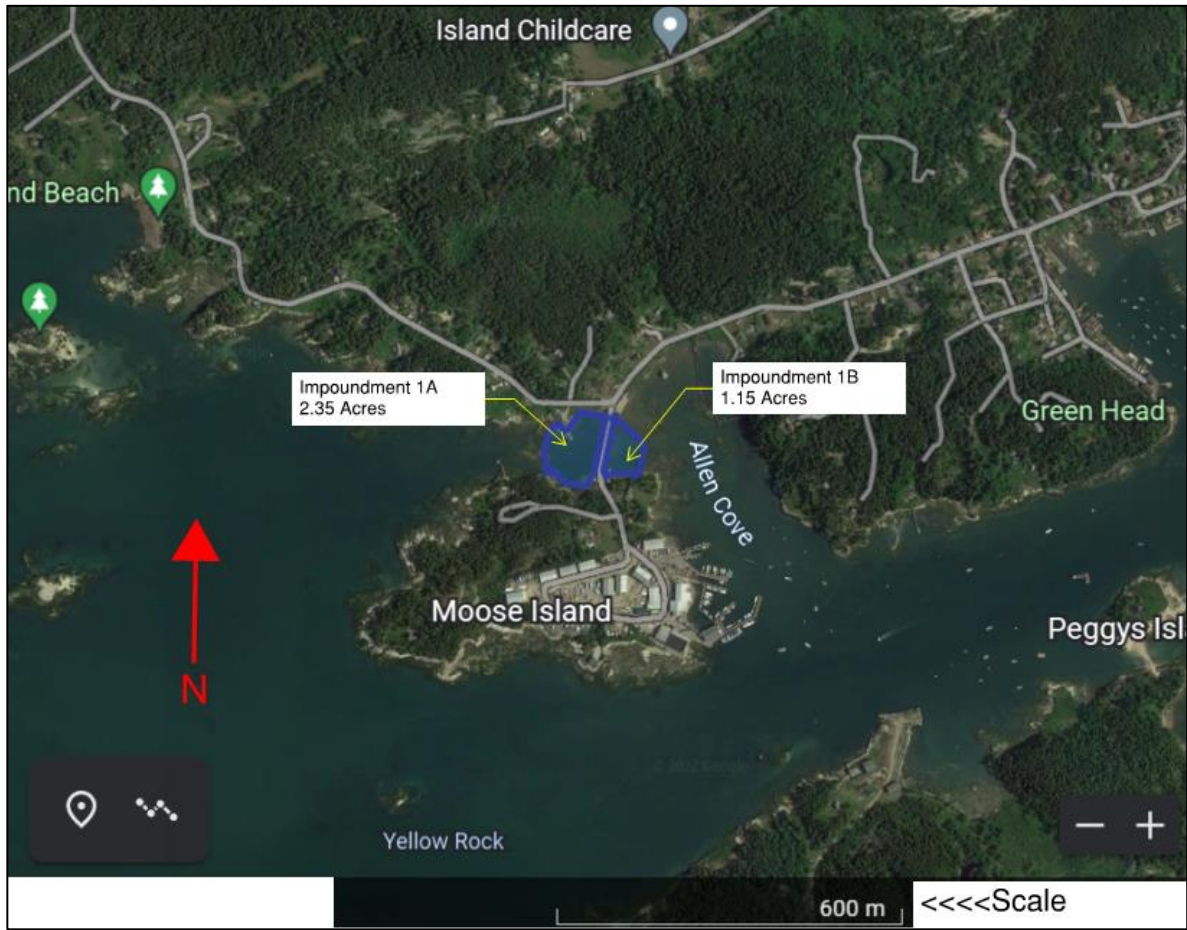 Island Childcare
nd Beach
Impoundment 1A
2.35 Acres
Impoundment 1B
1.15 Acres
Green Head
Allen Cove
Moose Island
Peggys Isl
N
Yellow Rock
600 m
<<<<Scale